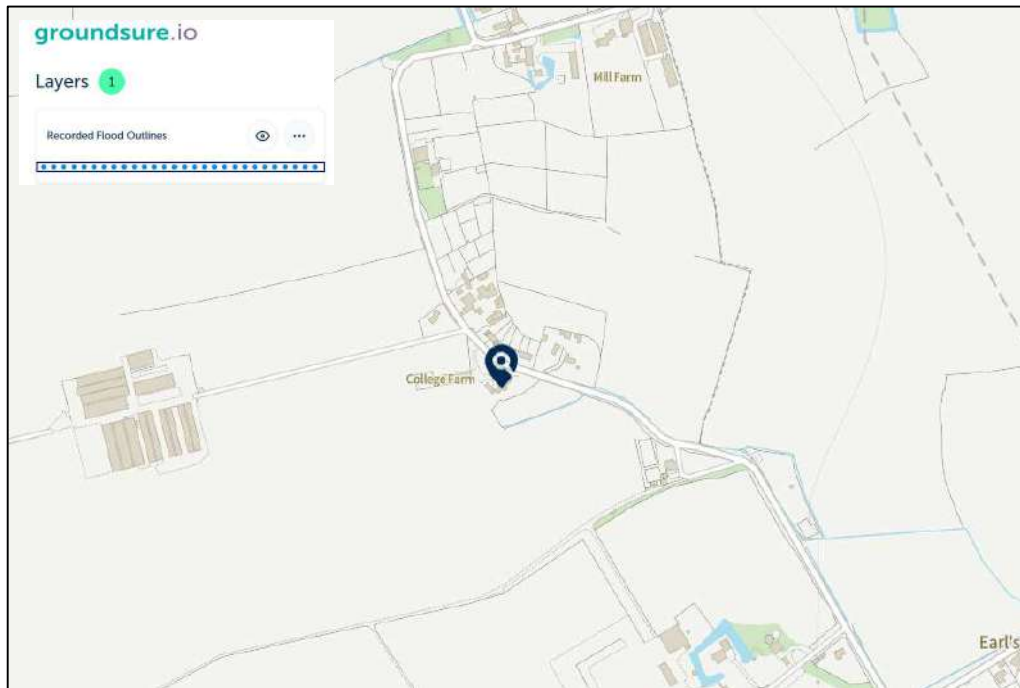 groundsure.io
Layers 1
Recorded Flood Outlines
Mill Farm
College Farm
Earl's